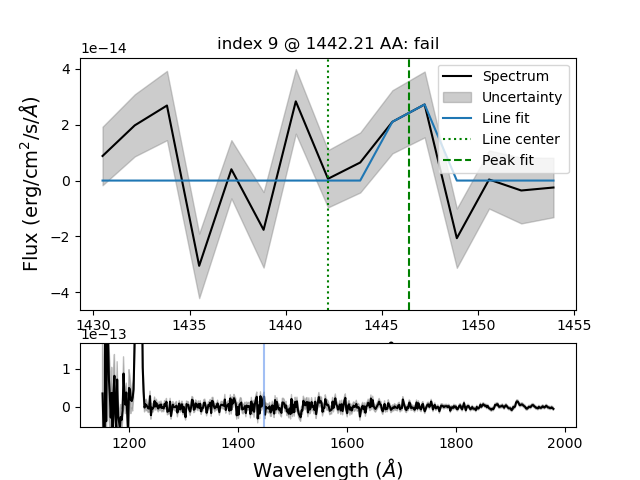 index 9 @ 1442.21 AA: fail
1e−14
Flux (erg/cm²/s/Å)
4
2
0
−2
−4
Spectrum
Uncertainty
Line fit
Line center
Peak fit
1430 1435 1440 1445 1450 1455
1e−13
1
0
1200 1400 1600 1800 2000
Wavelength (Å)